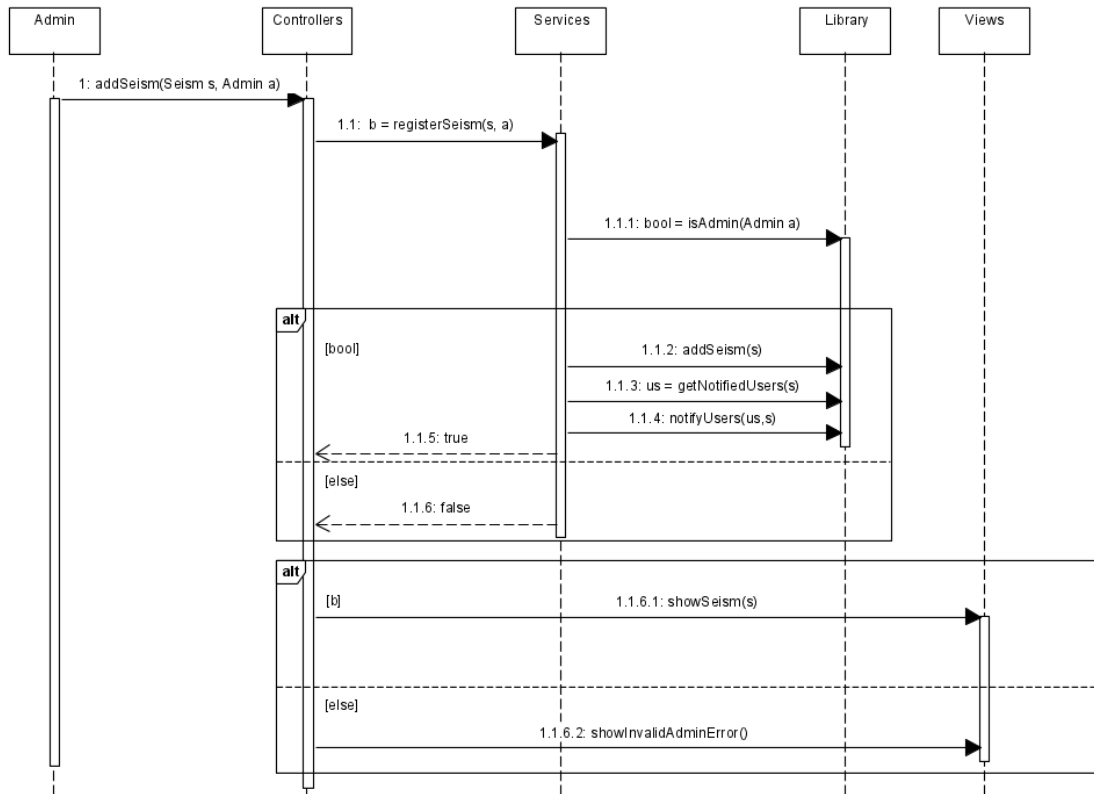 Admin
Controllers
Services
Library
Views
1: addSeism(Seism s, Admin a)
1.1:  b = registerSeism(s, a)
1.1.1: bool = isAdmin(Admin a)
alt
[bool]
1.1.2: addSeism(s)
1.1.3: us = getNotifiedUsers(s)
1.1.4: notifyUsers(us,s)
1.1.5: true
[else]
1.1.6: false
alt
[b]
1.1.6.1: showSeism(s)
[else]
1.1.6.2: showInvalidAdminError()